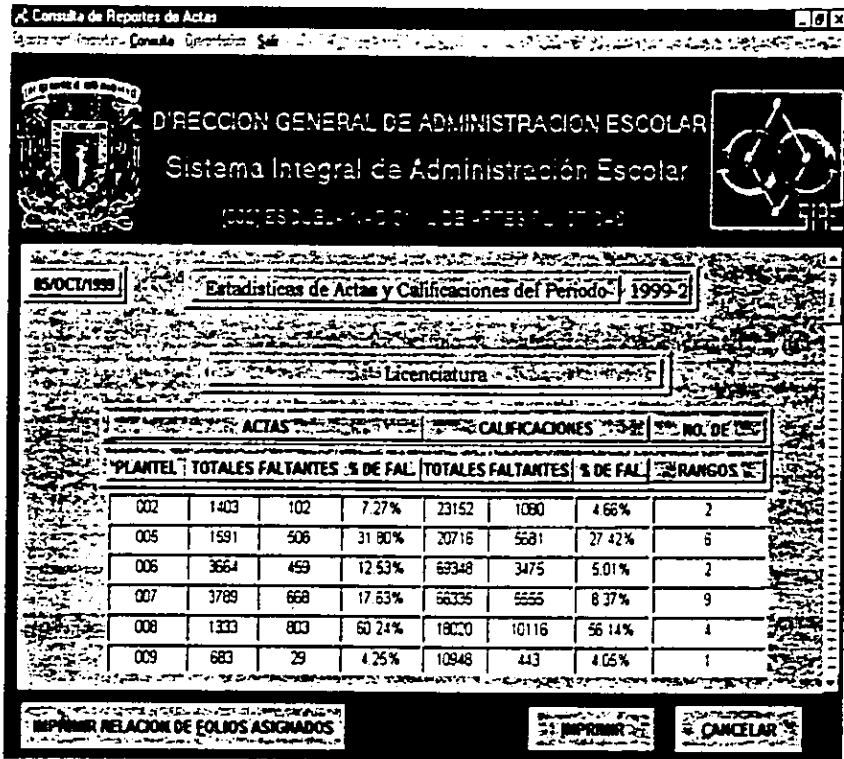 Consulta de Reportes de Actas
Consulta Salir
DIRECCION GENERAL DE ADMINISTRACION ESCOLAR
Sistema Integral de Administración Escolar
05/OCT/1999 Estadísticas de Actas y Calificaciones del Periodo- 1999-2
Licenciatura
ACTAS CALIFICACIONES NO. DE
PLANTEL TOTALES FALTANTES % DE FAL. TOTALES FALTANTES % DE FAL. RANGOS
002 1403 102 7.27% 23152 1080 4.66% 2
005 1591 506 31.80% 20716 5681 27.42% 6
006 3664 459 12.53% 69348 3475 5.01% 2
007 3789 668 17.63% 66335 5555 8.37% 9
008 1333 803 60.24% 18020 10116 56.14% 4
009 683 29 4.25% 10948 443 4.05% 1
IMPRIMIR RELACION DE FOLIOS ASIGNADOS IMPRIMIR CANCELAR